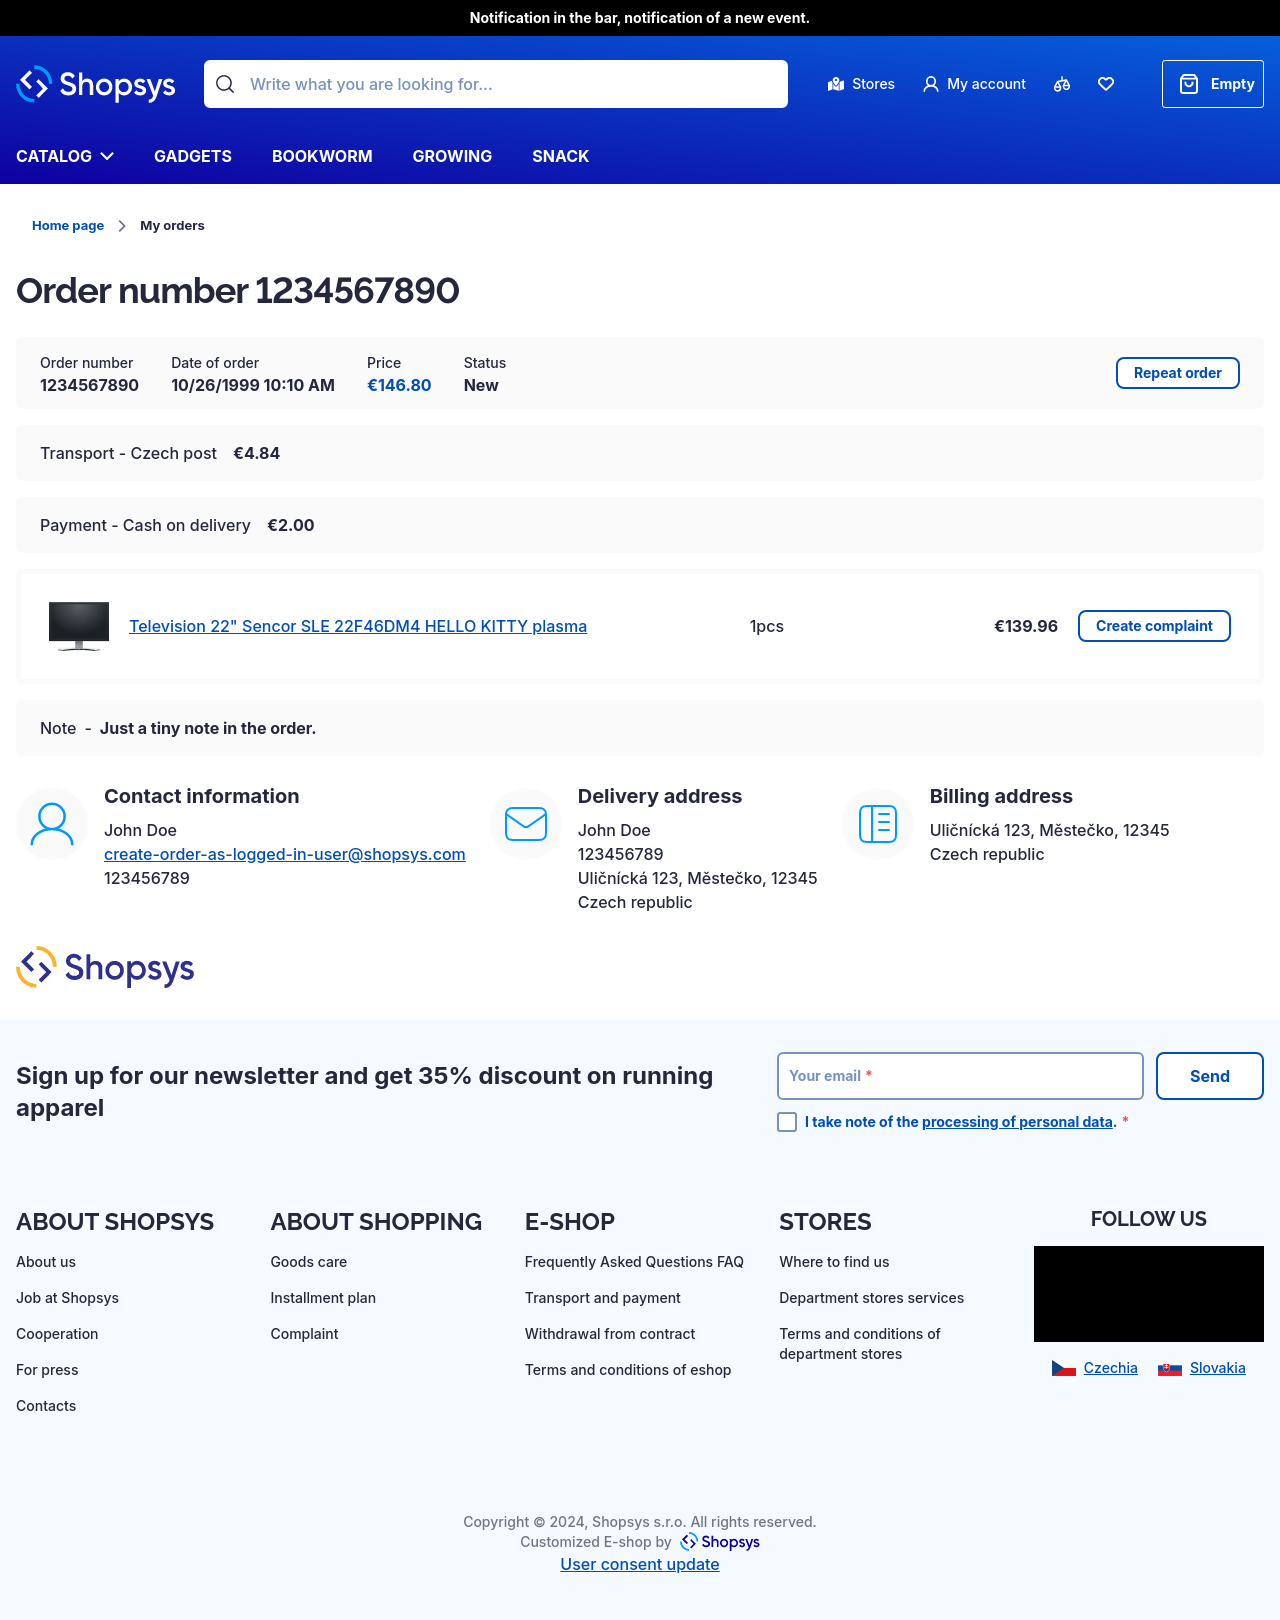 Notification in the bar, notification of a new event.
Shopsys
Write what you are looking for...
Stores
My account
Empty
CATALOG
GADGETS
BOOKWORM
GROWING
SNACK
Home page
My orders
Order number 1234567890
Order number
1234567890
Date of order
10/26/1999 10:10 AM
Price
€146.80
Status
New
Repeat order
Transport - Czech post €4.84
Payment - Cash on delivery €2.00
Television 22" Sencor SLE 22F46DM4 HELLO KITTY plasma
1pcs
€139.96
Create complaint
Note - Just a tiny note in the order.
Contact information
John Doe
create-order-as-logged-in-user@shopsys.com
123456789
Delivery address
John Doe
123456789
Uličnícká 123, Městečko, 12345
Czech republic
Billing address
Uličnícká 123, Městečko, 12345
Czech republic
Shopsys
Sign up for our newsletter and get 35% discount on running
apparel
Your email *
Send
I take note of the processing of personal data. *
ABOUT SHOPSYS
About us
Job at Shopsys
Cooperation
For press
Contacts
ABOUT SHOPPING
Goods care
Installment plan
Complaint
E-SHOP
Frequently Asked Questions FAQ
Transport and payment
Withdrawal from contract
Terms and conditions of eshop
STORES
Where to find us
Department stores services
Terms and conditions of
department stores
FOLLOW US
Czechia
Slovakia
Copyright © 2024, Shopsys s.r.o. All rights reserved.
Customized E-shop by Shopsys
User consent update